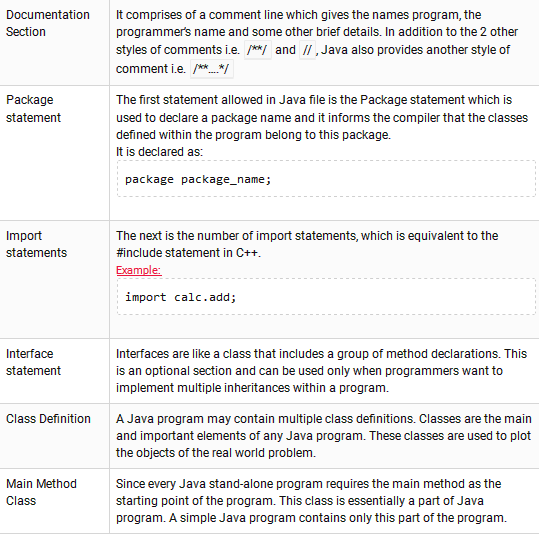 Documentation
Section
It comprises of a comment line which gives the names program, the
programmer's name and some other brief details. In addition to the 2 other
styles of comments i.e. /**/ and // , Java also provides another style of
comment i.e. /**....*/
Package
statement
The first statement allowed in Java file is the Package statement which is
used to declare a package name and it informs the compiler that the classes
defined within the program belong to this package.
It is declared as:
package package_name;
Import
statements
The next is the number of import statements, which is equivalent to the
#include statement in C++.
Example:
import calc.add;
Interface
statement
Interfaces are like a class that includes a group of method declarations. This
is an optional section and can be used only when programmers want to
implement multiple inheritances within a program.
Class Definition
A Java program may contain multiple class definitions. Classes are the main
and important elements of any Java program. These classes are used to plot
the objects of the real world problem.
Main Method
Class
Since every Java stand-alone program requires the main method as the
starting point of the program. This class is essentially a part of Java
program. A simple Java program contains only this part of the program.